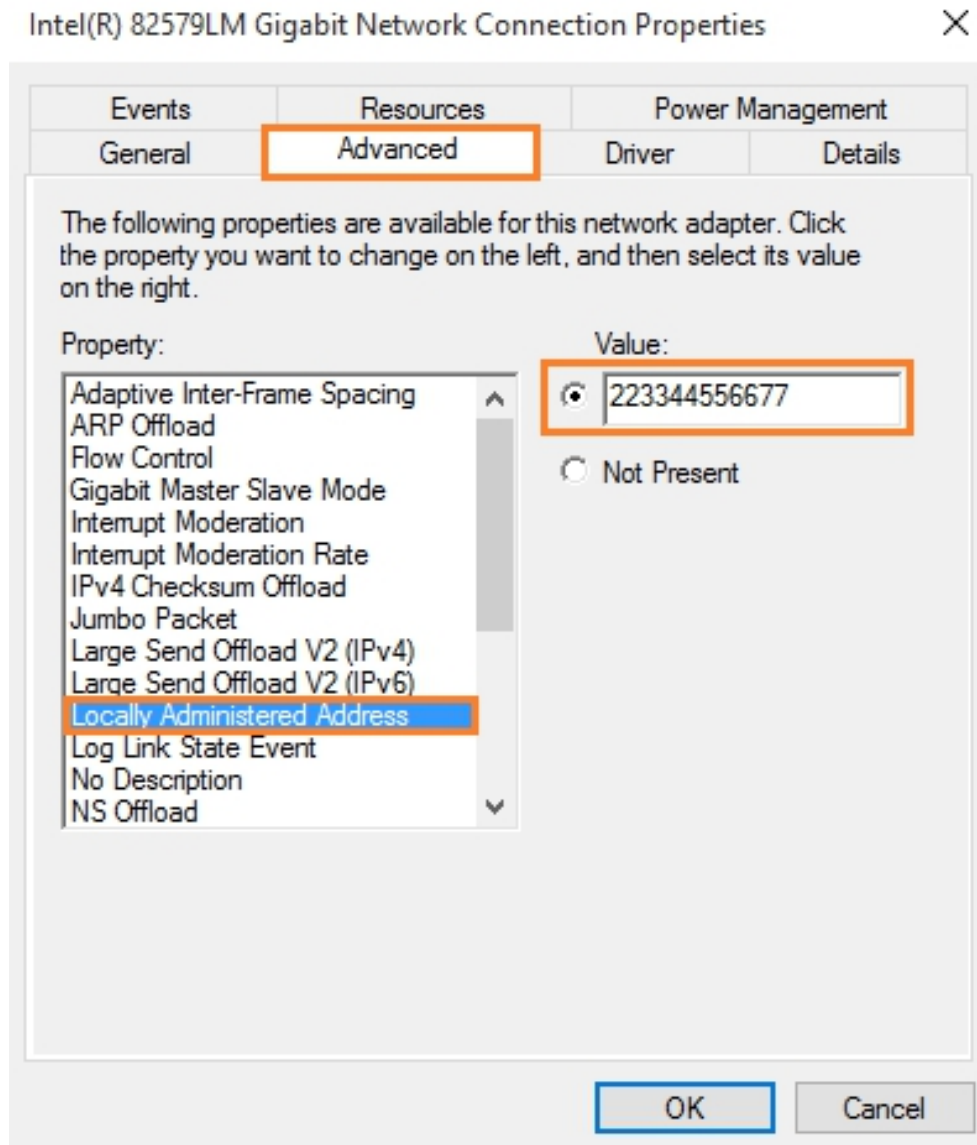 Intel(R) 82579LM Gigabit Network Connection Properties
Events Resources Power Management
General Advanced Driver Details
The following properties are available for this network adapter. Click
the property you want to change on the left, and then select its value
on the right.
Property:
Value:
Adaptive Inter-Frame Spacing
ARP Offload
Flow Control
Gigabit Master Slave Mode
Interrupt Moderation
Interrupt Moderation Rate
IPv4 Checksum Offload
Jumbo Packet
Large Send Offload V2 (IPv4)
Large Send Offload V2 (IPv6)
Locally Administered Address
Log Link State Event
No Description
NS Offload
223344556677
Not Present
OK Cancel